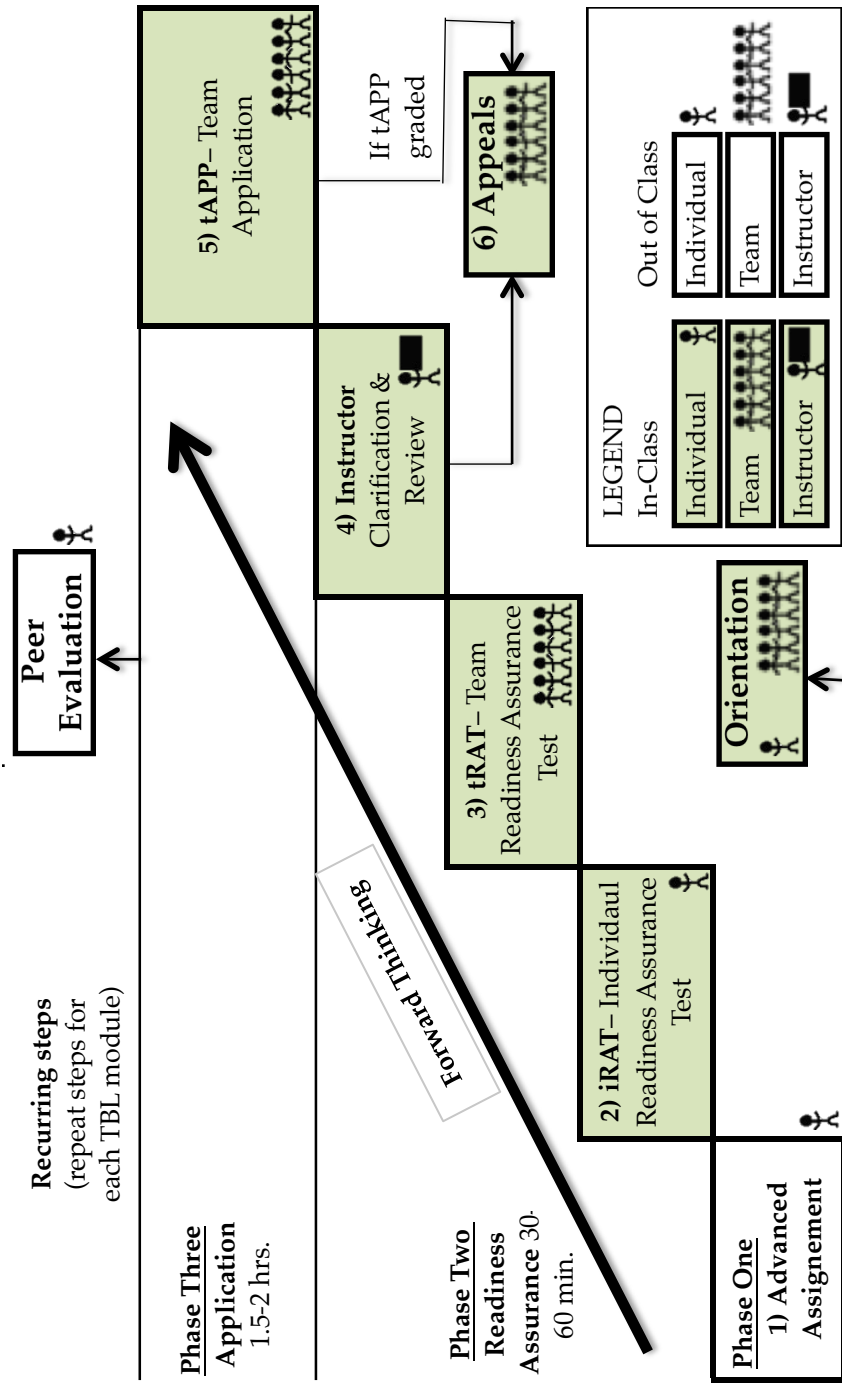 Recurring steps
(repeat steps for
each TBL module)
Peer
Evaluation
Phase Three
Application
1.5-2 hrs.
5) tAPP– Team
Application
Forward Thinking
4) Instructor
Clarification &
Review
If tAPP
graded
6) Appeals
Phase Two
Readiness
Assurance 30-
60 min.
3) tRAT– Team
Readiness Assurance
Test
2) iRAT– Individaul
Readiness Assurance
Test
Phase One
1) Advanced
Assignement
Orientation
LEGEND
In-Class
Out of Class
Individual
Individual
Team
Team
Instructor
Instructor